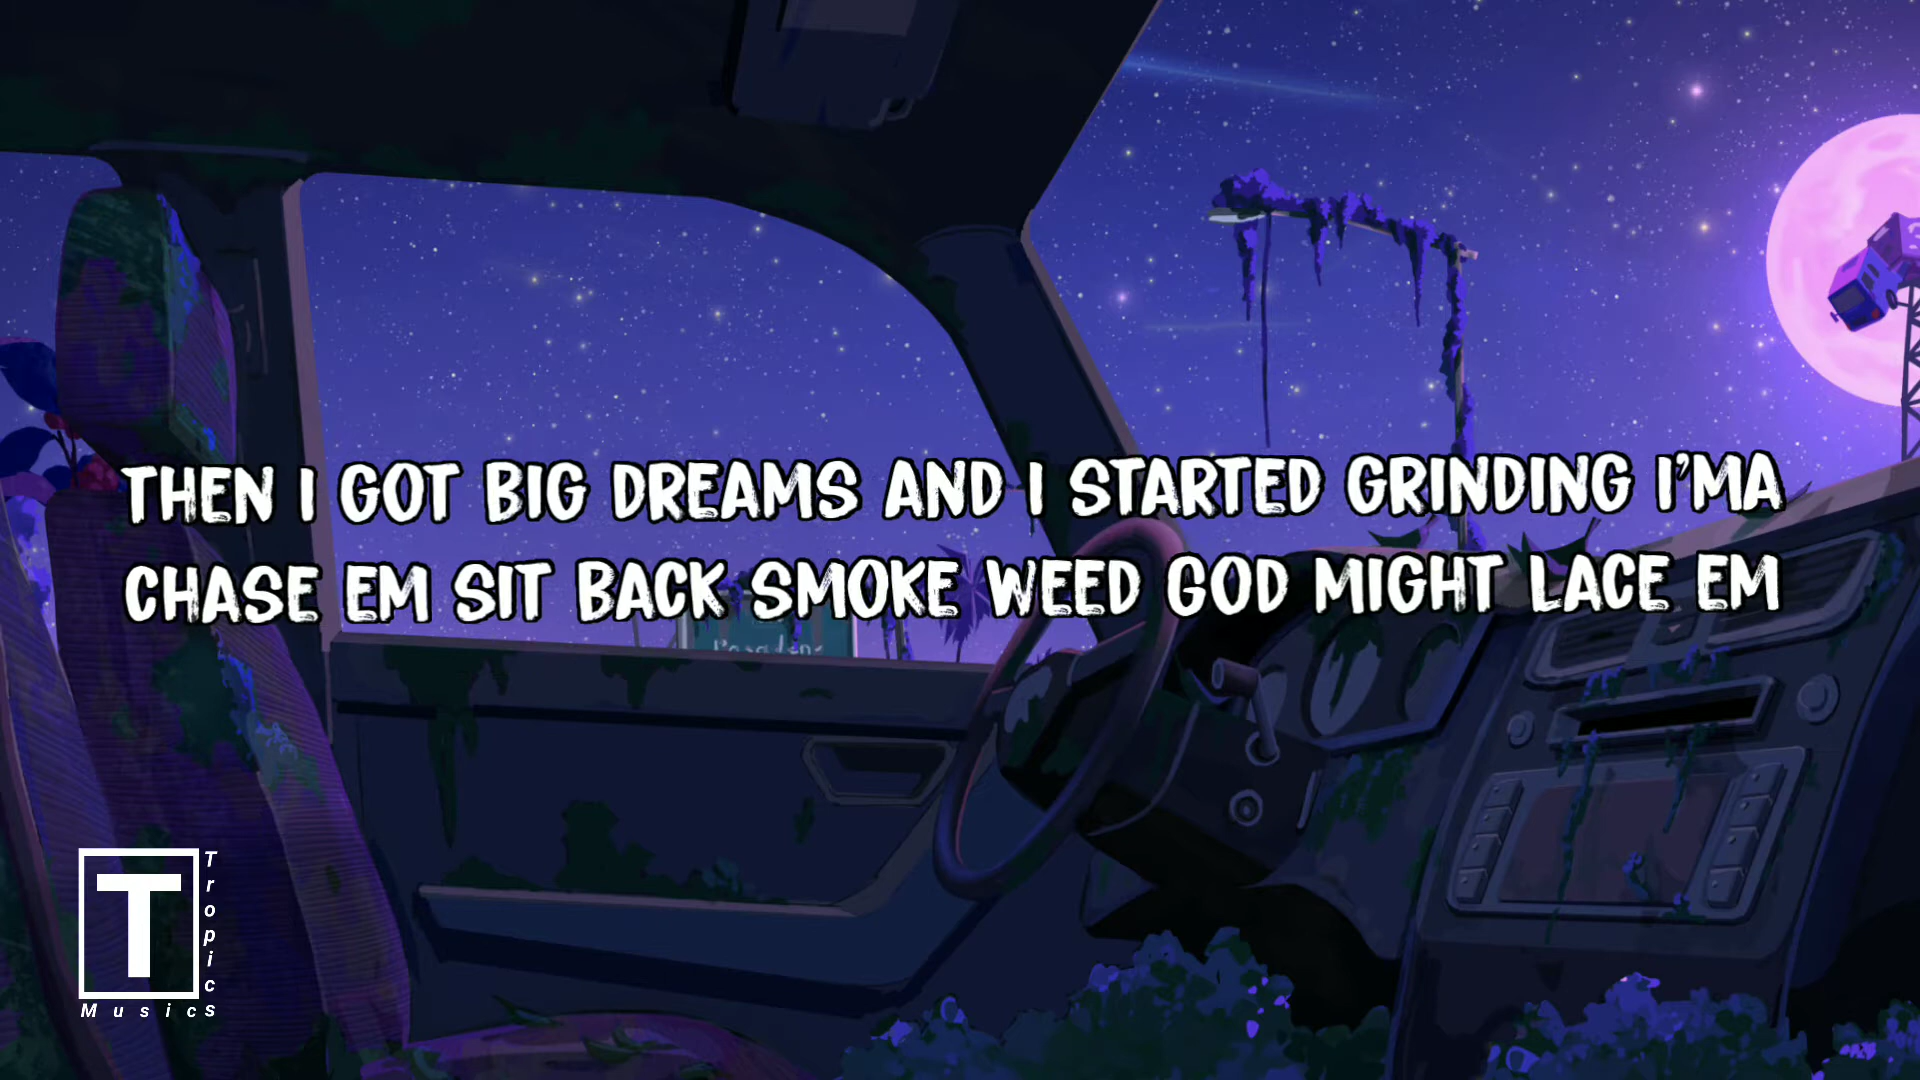 THEN I GOT BIG DREAMS AND I STARTED GRINDING I'MA
CHASE EM SIT BACK SMOKE WEED GOD MIGHT LACE EM
T
Tropics
Musics